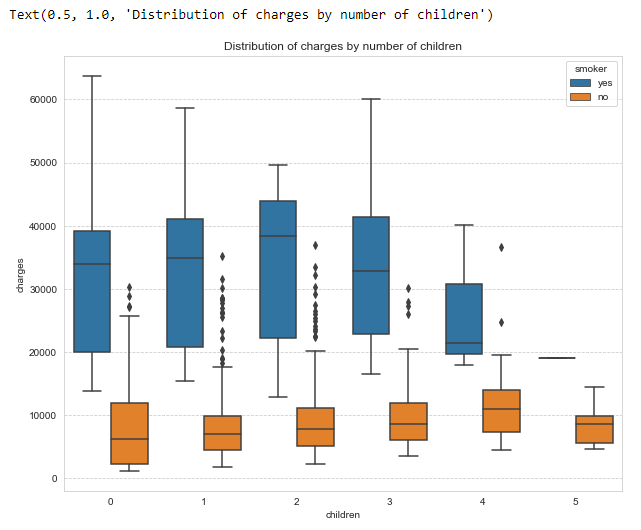 Text(0.5, 1.0, 'Distribution of charges by number of children')
Distribution of charges by number of children
smoker
yes
no
60000
50000
40000
30000
20000
10000
0
charges
0 1 2 3 4 5
children